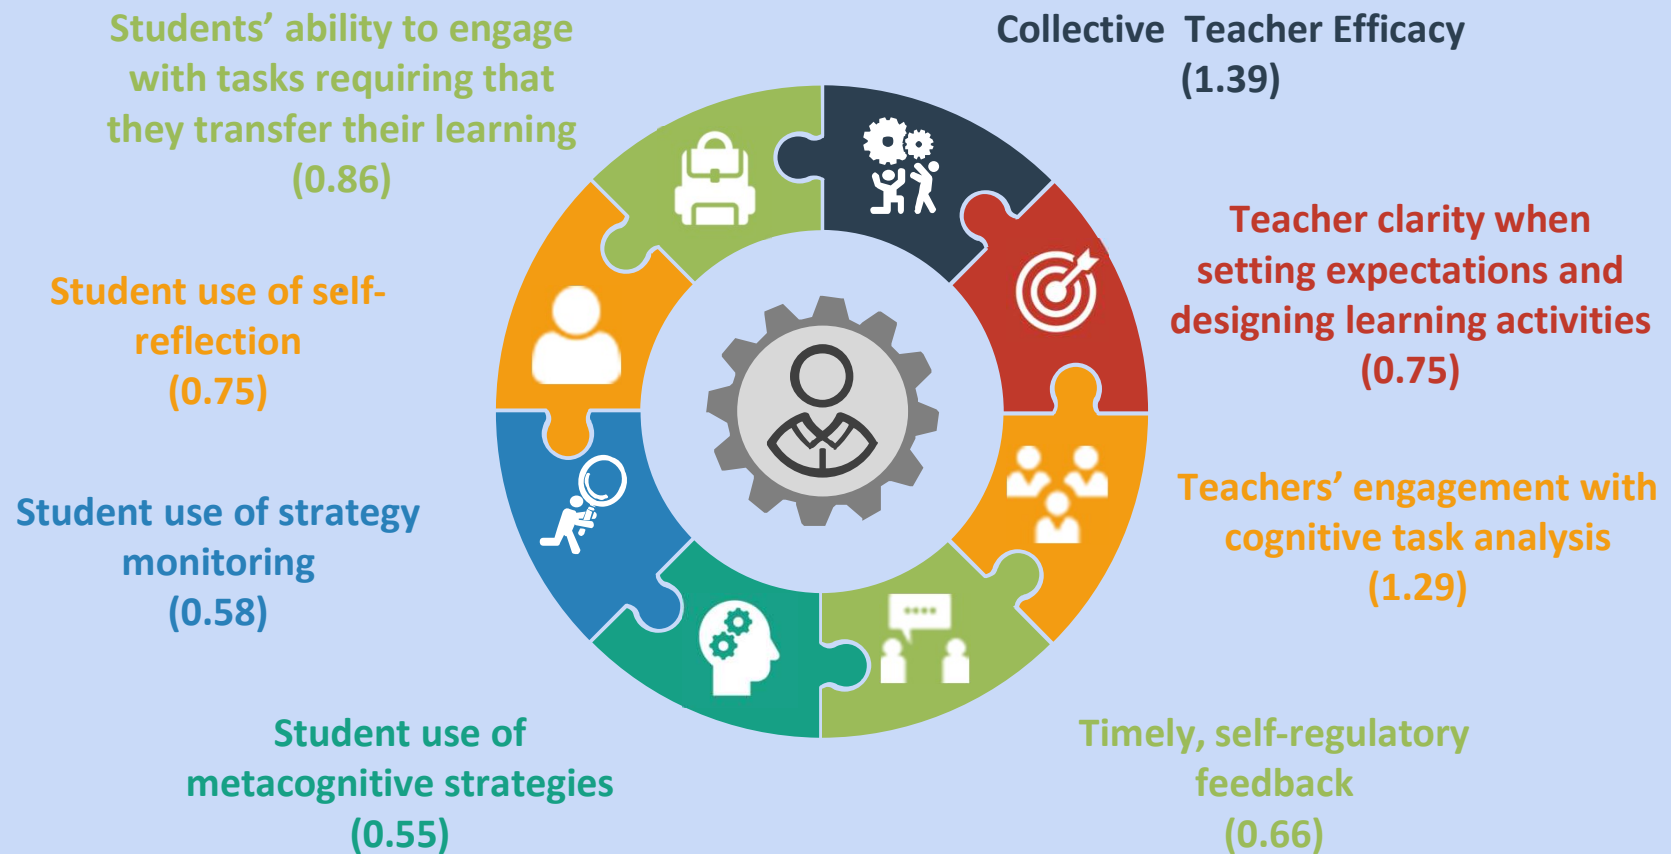 Students’ ability to engage
with tasks requiring that
they transfer their learning
(0.86)
Collective Teacher Efficacy
(1.39)
Teacher clarity when
setting expectations and
designing learning activities
(0.75)
Student use of self-
reflection
(0.75)
Teachers’ engagement with
cognitive task analysis
(1.29)
Student use of strategy
monitoring
(0.58)
Student use of
metacognitive strategies
(0.55)
Timely, self-regulatory
feedback
(0.66)